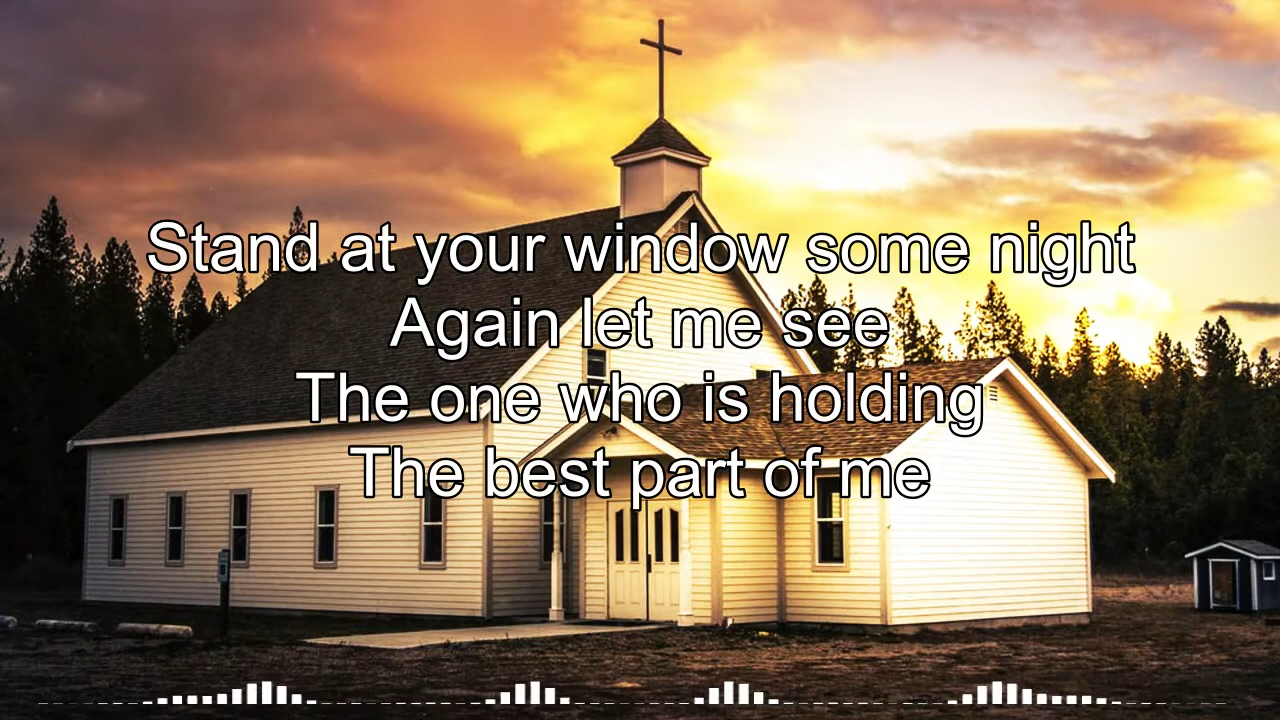 Stand at your window some night
Again let me see
The one who is holding
The best part of me